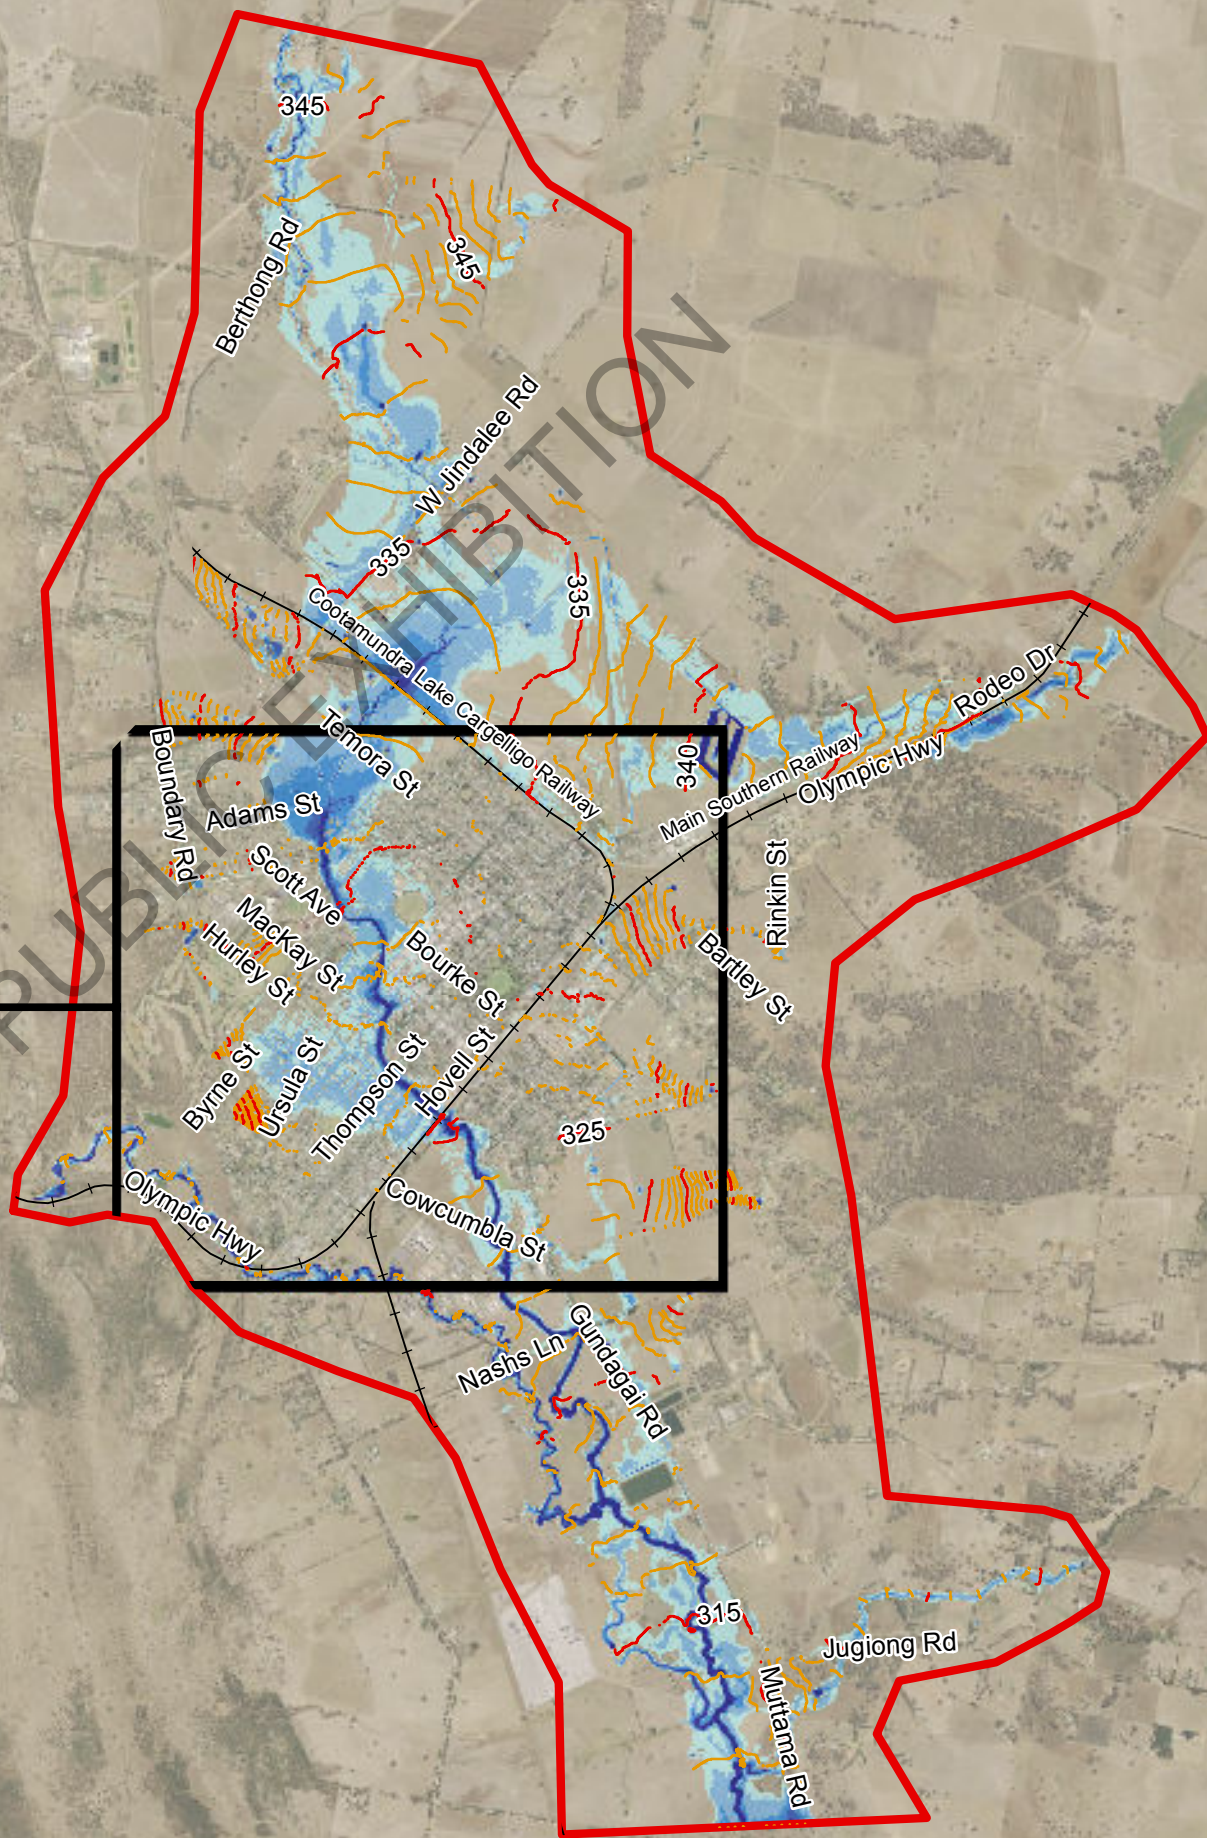 345
Berthong Rd
345
W Jindalee Rd
335
335
Cootamundra Lake Cargelligo Railway
Rodeo Dr
Temora St
Boundary Rd
340
Main Southern Railway
Olympic Hwy
Adams St
Scott Ave
Rinkin St
MacKay St
Hurley St
Bourke St
Bartley St
Byrne St
Ursula St
Thompson St
Hovell St
325
Olympic Hwy
Cowcumbla St
Nashs Ln
Gundagai Rd
315
Jugiong Rd
Muttama Rd
PUBLIC EXHIBITION